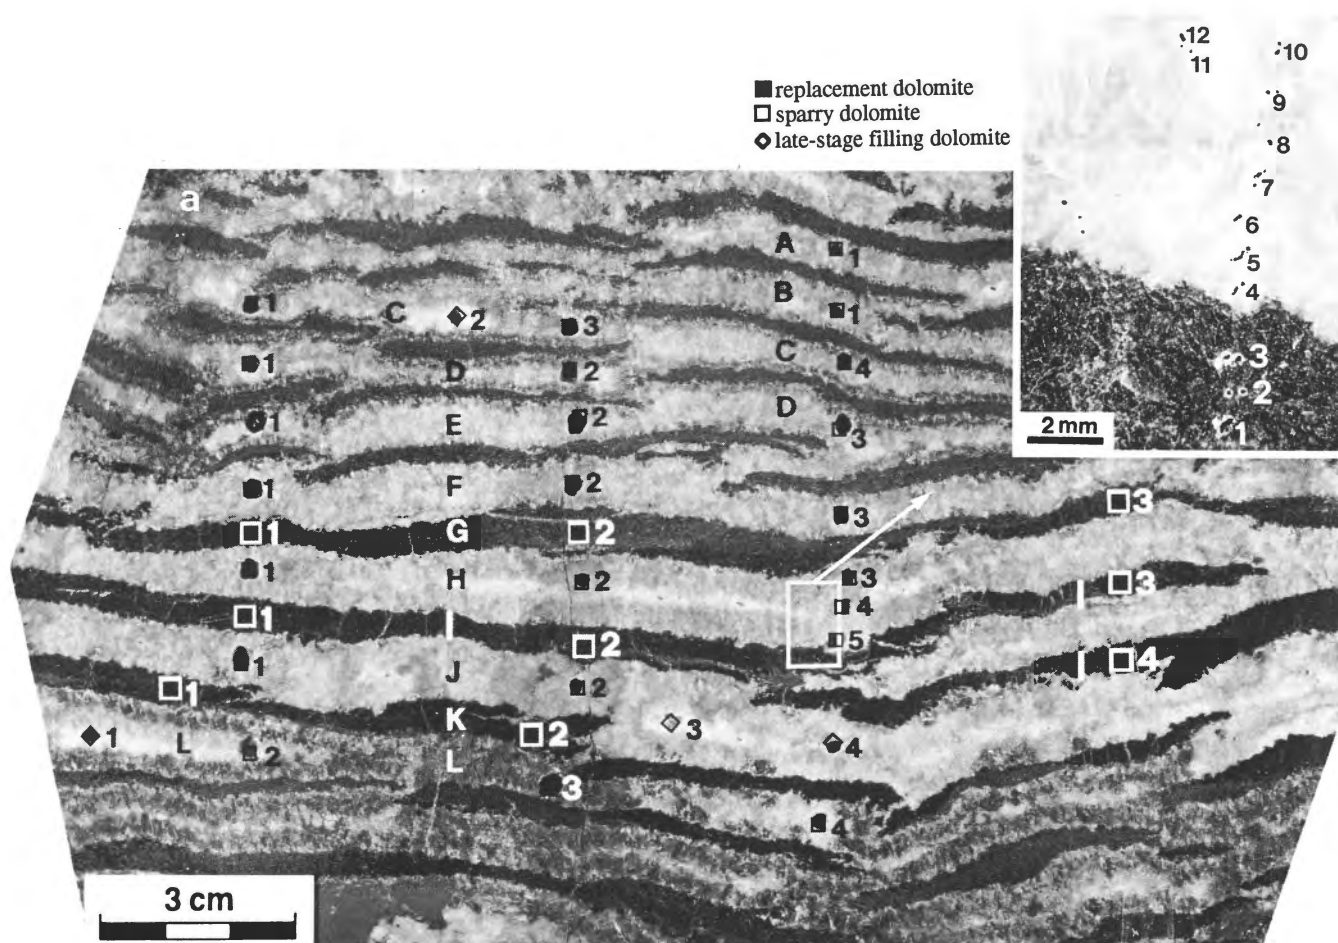 12
10
11
■ replacement dolomite
□ sparry dolomite
◇ late-stage filling dolomite
9
8
7
6
5
4
3
2
1
2 mm
a
A 1
1 C 2 3 B 1
1 D 2 C 4
1 E 2 D 3
1 F 2 3
1 G 2 3
1 H 2 3 I 3
4
1 I 2 5
1 J 2 J 4
1 K 2 3 4
1 L 2 L
3
4
3 cm